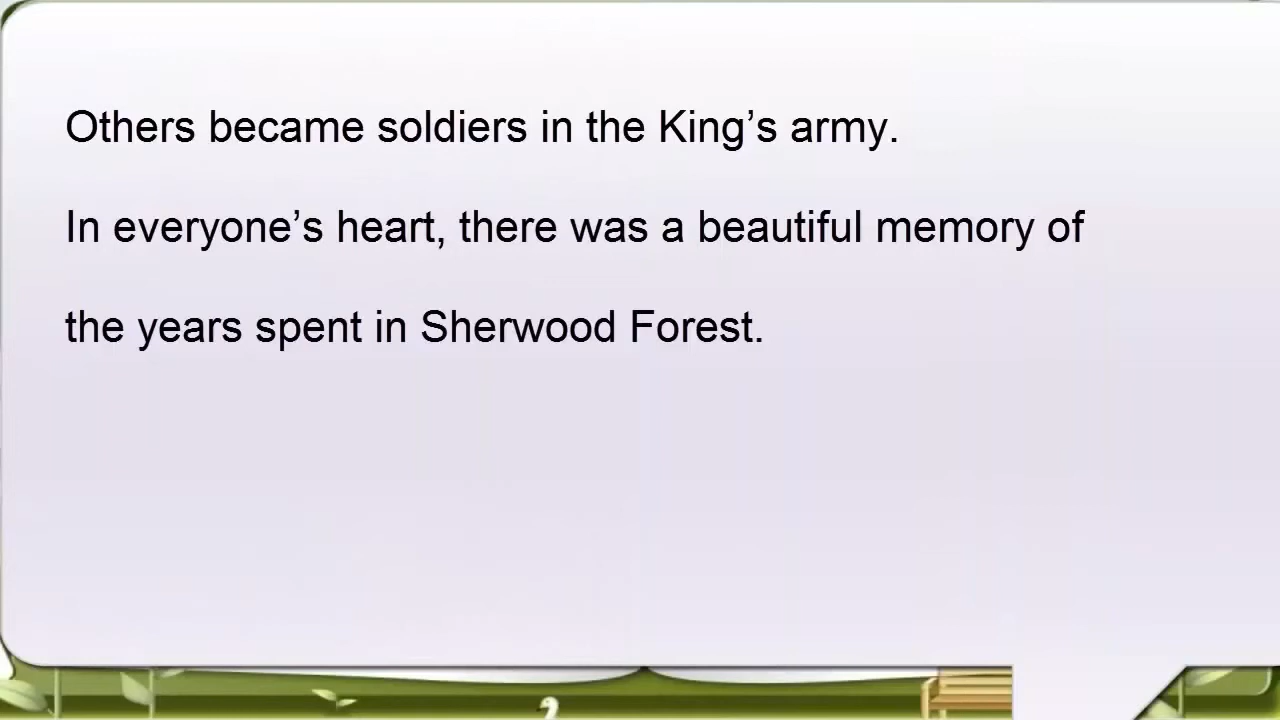 Others became soldiers in the King’s army.
In everyone’s heart, there was a beautiful memory of
the years spent in Sherwood Forest.